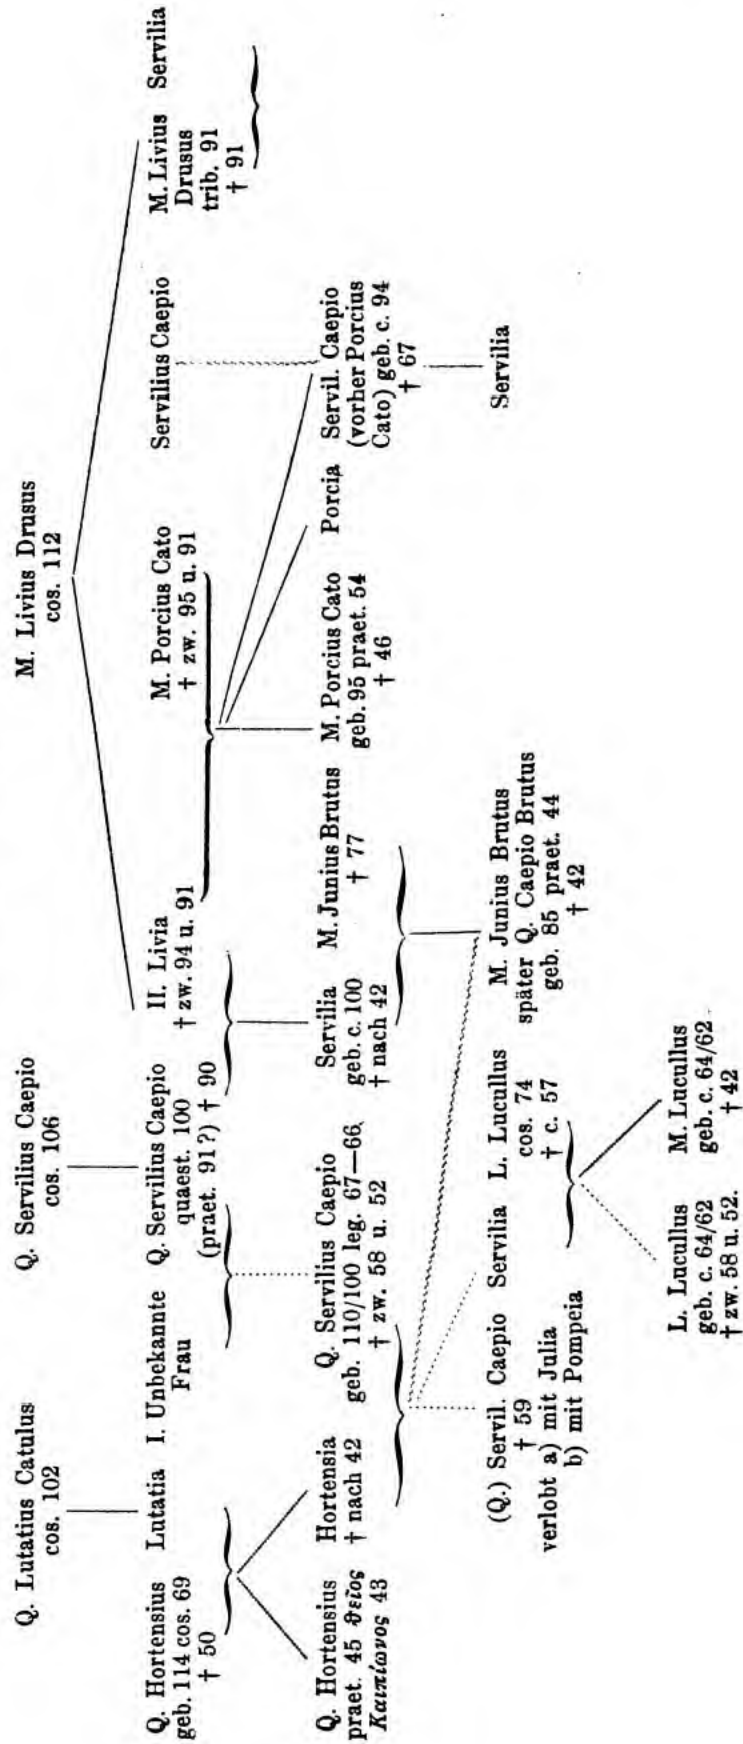 Q. Lutatius Catulus
cos. 102
Q. Servilius Caepio
cos. 106
M. Livius Drusus
cos. 112
Q. Hortensius
geb. 114 cos. 69
† 50
Lutatia
I. Unbekannte
Frau
Q. Servilius Caepio
quaest. 100
(praet. 91?) † 90
II. Livia
† zw. 94 u. 91
M. Porcius Cato
† zw. 95 u. 91
Servilius Caepio
M. Livius
Drusus
trib. 91
† 91
Servilia
Q. Hortensius
praet. 45 θεῖος
Καιπίωνος 43
Hortensia
† nach 42
Q. Servilius Caepio
geb. 110/100 leg. 67—66
† zw. 58 u. 52
Servilia
geb. c. 100
† nach 42
M. Junius Brutus
† 77
M. Porcius Cato
geb. 95 praet. 54
† 46
Porcia
Servil. Caepio
(vorher Porcius
Cato) geb. c. 94
† 67
(Q.) Servil. Caepio
† 59
verlobt a) mit Julia
b) mit Pompeia
Servilia
L. Lucullus
cos. 74
† c. 57
M. Junius Brutus
später Q. Caepio Brutus
geb. 85 praet. 44
† 42
Servilia
L. Lucullus
geb. c. 64/62
† zw. 58 u. 52.
M. Lucullus
geb. c. 64/62
† 42